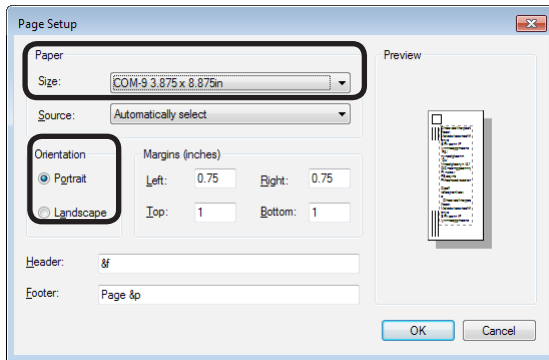 Page Setup
Paper
Size: COM-9 3.875 x 8.875in
Source: Automatically select
Orientation
Portrait
Landscape
Margins (inches)
Left: 0.75 Right: 0.75
Top: 1 Bottom: 1
Header: &f
Footer: Page &p
Preview
OK Cancel